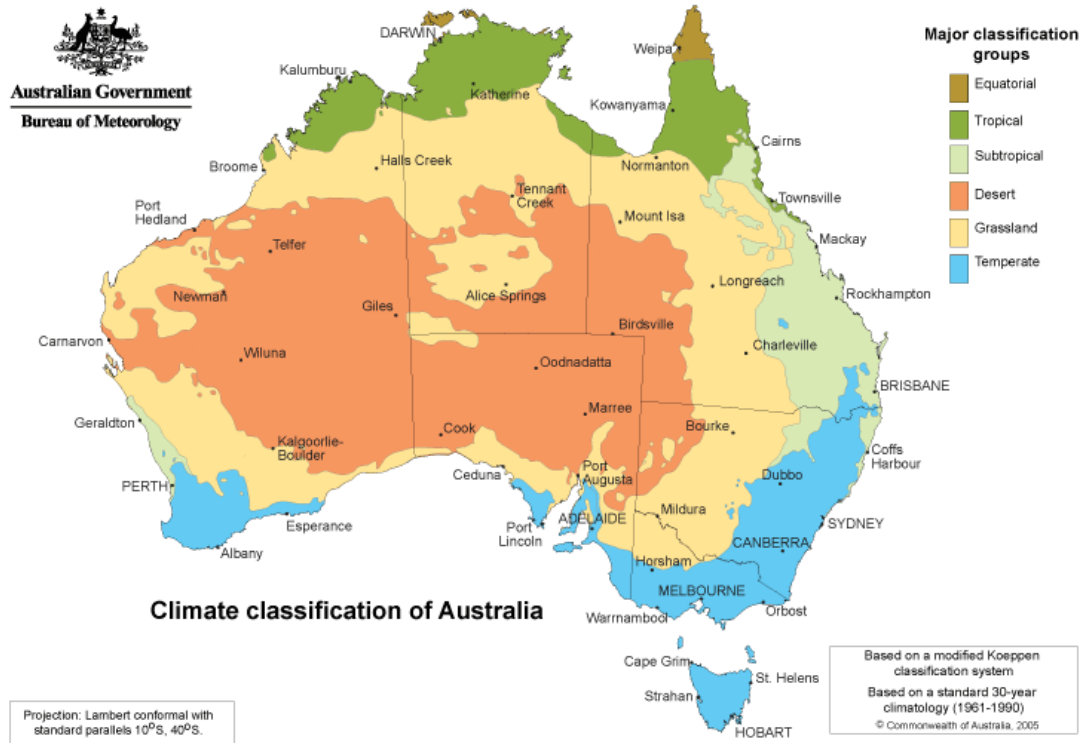 Australian Government
Bureau of Meteorology
Major classification
groups
Equatorial
Tropical
Subtropical
Desert
Grassland
Temperate
DARWIN
Weipa
Kalumburu
Katherine
Kowanyama
Cairns
Broome
Halls Creek
Normanton
Port
Hedland
Tennant
Creek
Townsville
Mount Isa
Mackay
Telfer
Newman
Alice Springs
Longreach
Rockhampton
Giles
Birdsville
Carnarvon
Wiluna
Oodnadatta
Charleville
BRISBANE
Geraldton
Marree
Kalgoorlie-
Boulder
Cook
Bourke
Coffs
Harbour
Ceduna
Port
Augusta
Dubbo
PERTH
Mildura
Esperance
Port
Lincoln
ADELAIDE
SYDNEY
CANBERRA
Albany
Horsham
MELBOURNE
Warrnambool
Orbost
Climate classification of Australia
Cape Grim
St. Helens
Strahan
HOBART
Based on a modified Koeppen
classification system
Based on a standard 30-year
climatology (1961-1990)
© Commonwealth of Australia, 2005
Projection: Lambert conformal with
standard parallels 10°S, 40°S.